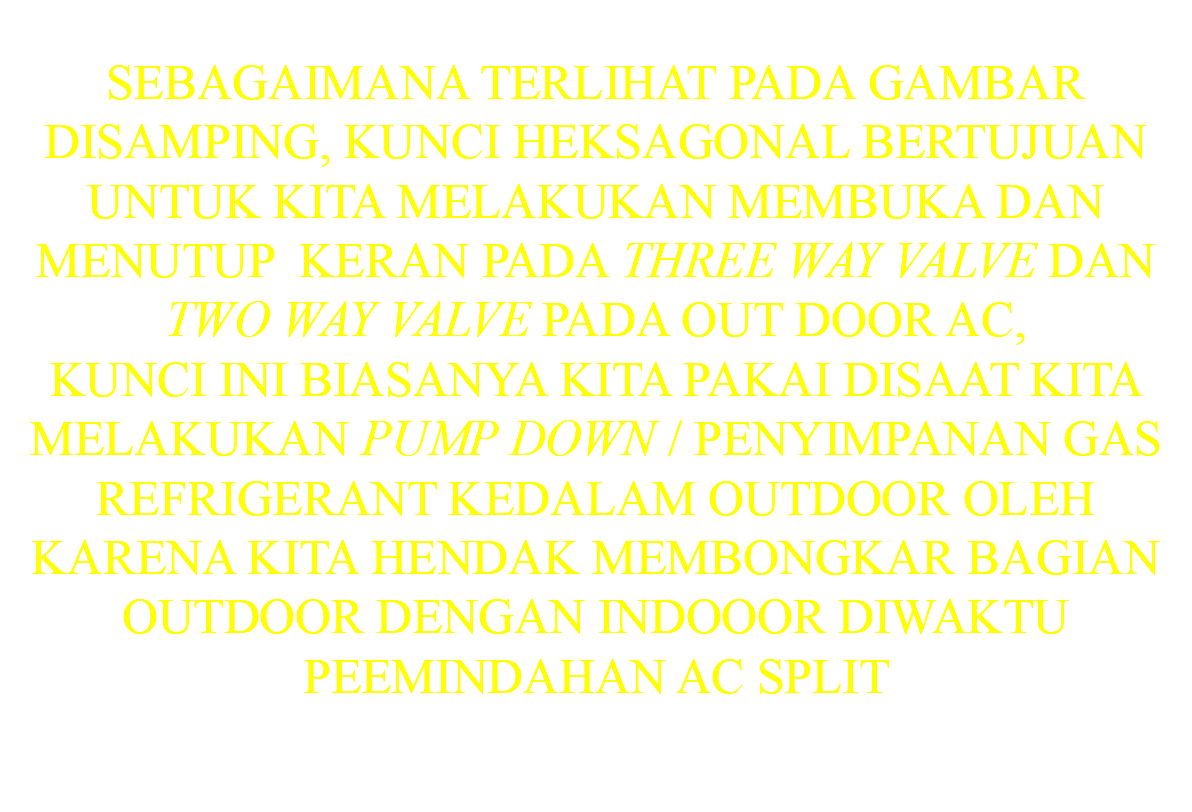 SEBAGAIMANA TERLIHAT PADA GAMBAR
DISAMPING, KUNCI HEKSAGONAL BERTUJUAN
UNTUK KITA MELAKUKAN MEMBUKA DAN
MENUTUP  KERAN PADA THREE WAY VALVE DAN
TWO WAY VALVE PADA OUT DOOR AC,
KUNCI INI BIASANYA KITA PAKAI DISAAT KITA
MELAKUKAN PUMP DOWN / PENYIMPANAN GAS
REFRIGERANT KEDALAM OUTDOOR OLEH
KARENA KITA HENDAK MEMBONGKAR BAGIAN
OUTDOOR DENGAN INDOOOR DIWAKTU
PEEMINDAHAN AC SPLIT